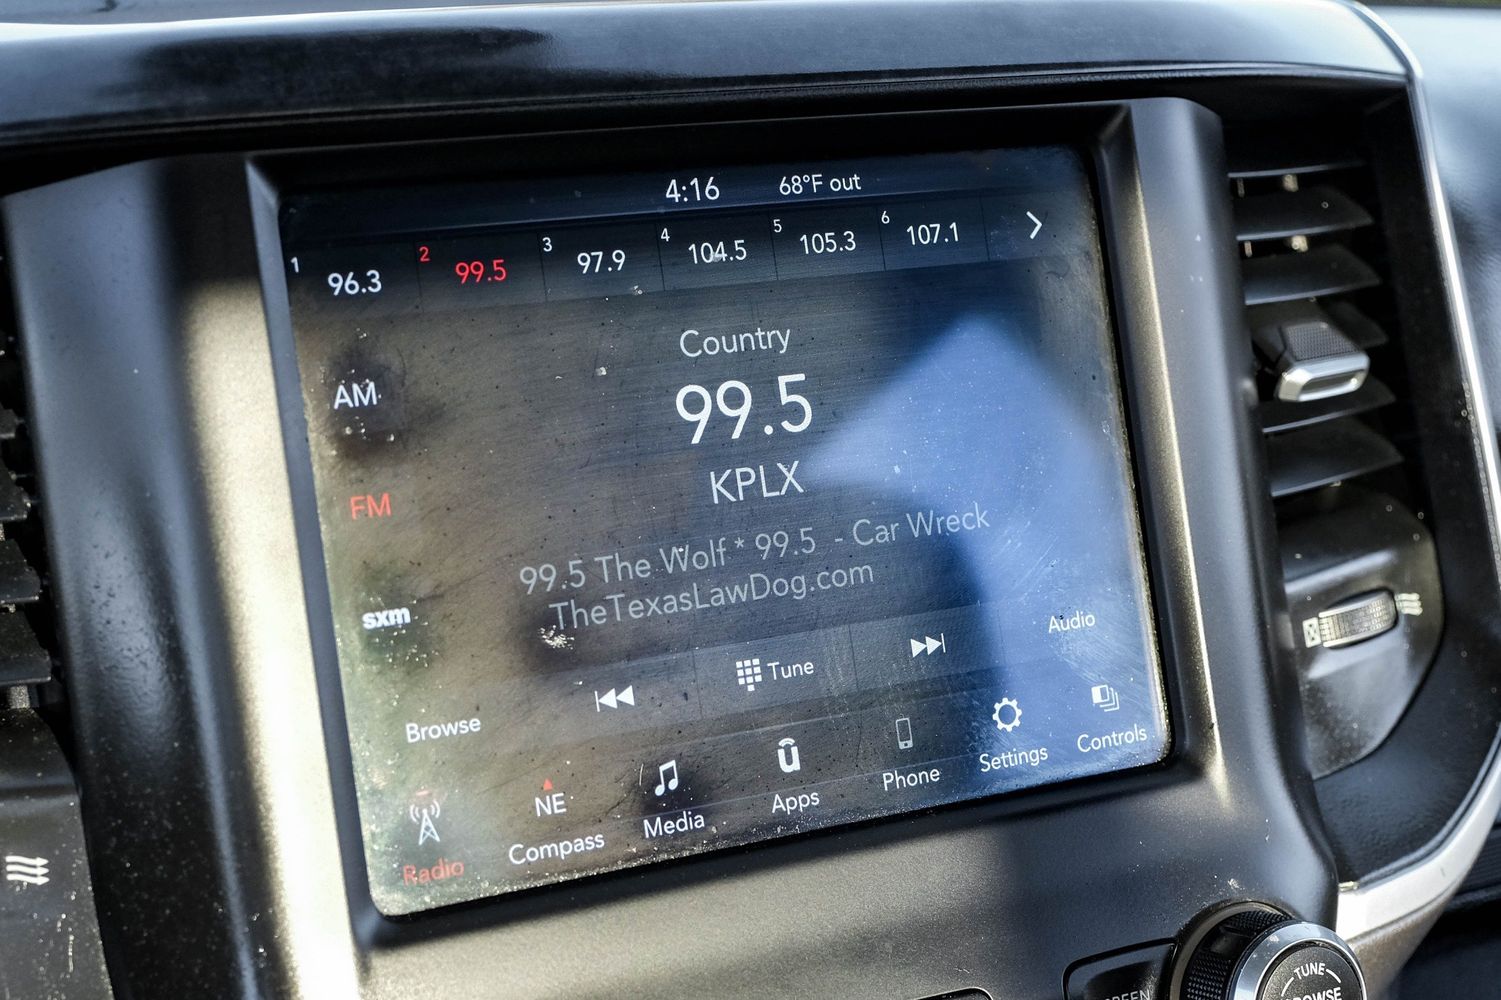 4:16 68°F out
1 96.3 2 99.5 3 97.9 4 104.5 5 105.3 6 107.1
Country
AM
99.5
KPLX
FM
99.5 The Wolf * 99.5 - Car Wreck
TheTexasLawDog.com
sxm
Audio
Tune
Browse
NE
Radio Compass Media Apps Phone Settings Controls
TUNE
BROWSE